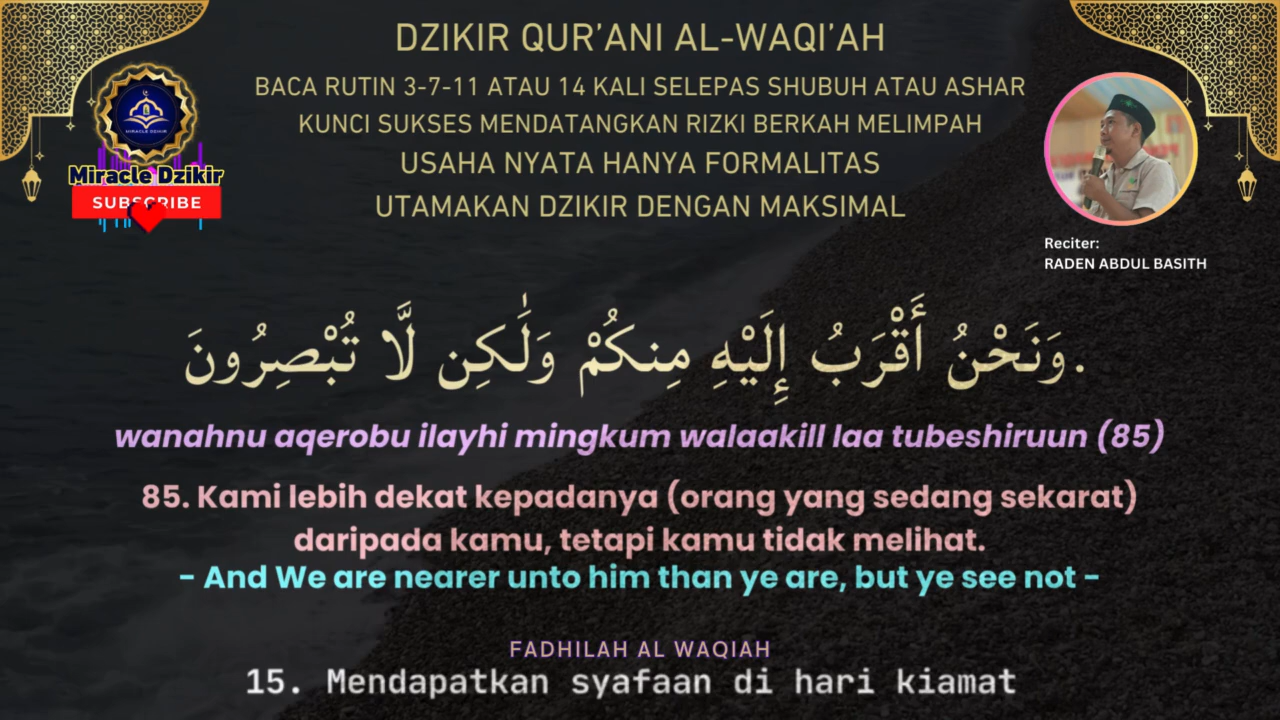 DZIKIR QUR'ANI AL-WAQI'AH
BACA RUTIN 3-7-11 ATAU 14 KALI SELEPAS SHUBUH ATAU ASHAR
KUNCI SUKSES MENDATANGKAN RIZKI BERKAH MELIMPAH
USAHA NYATA HANYA FORMALITAS
UTAMAKAN DZIKIR DENGAN MAKSIMAL
MIRACLE DZIKIR
Miracle Dzikir
SUBSCRIBE
Reciter:
RADEN ABDUL BASITH
وَنَحْنُ أَقْرَبُ إِلَيْهِ مِنكُمْ وَلَٰكِن لَّا تُبْصِرُونَ.
wanahnu aqerobu ilayhi mingkum walaakill laa tubeshiruun (85)
85. Kami lebih dekat kepadanya (orang yang sedang sekarat)
daripada kamu, tetapi kamu tidak melihat.
- And We are nearer unto him than ye are, but ye see not -
FADHILAH AL WAQIAH
15. Mendapatkan syafaan di hari kiamat